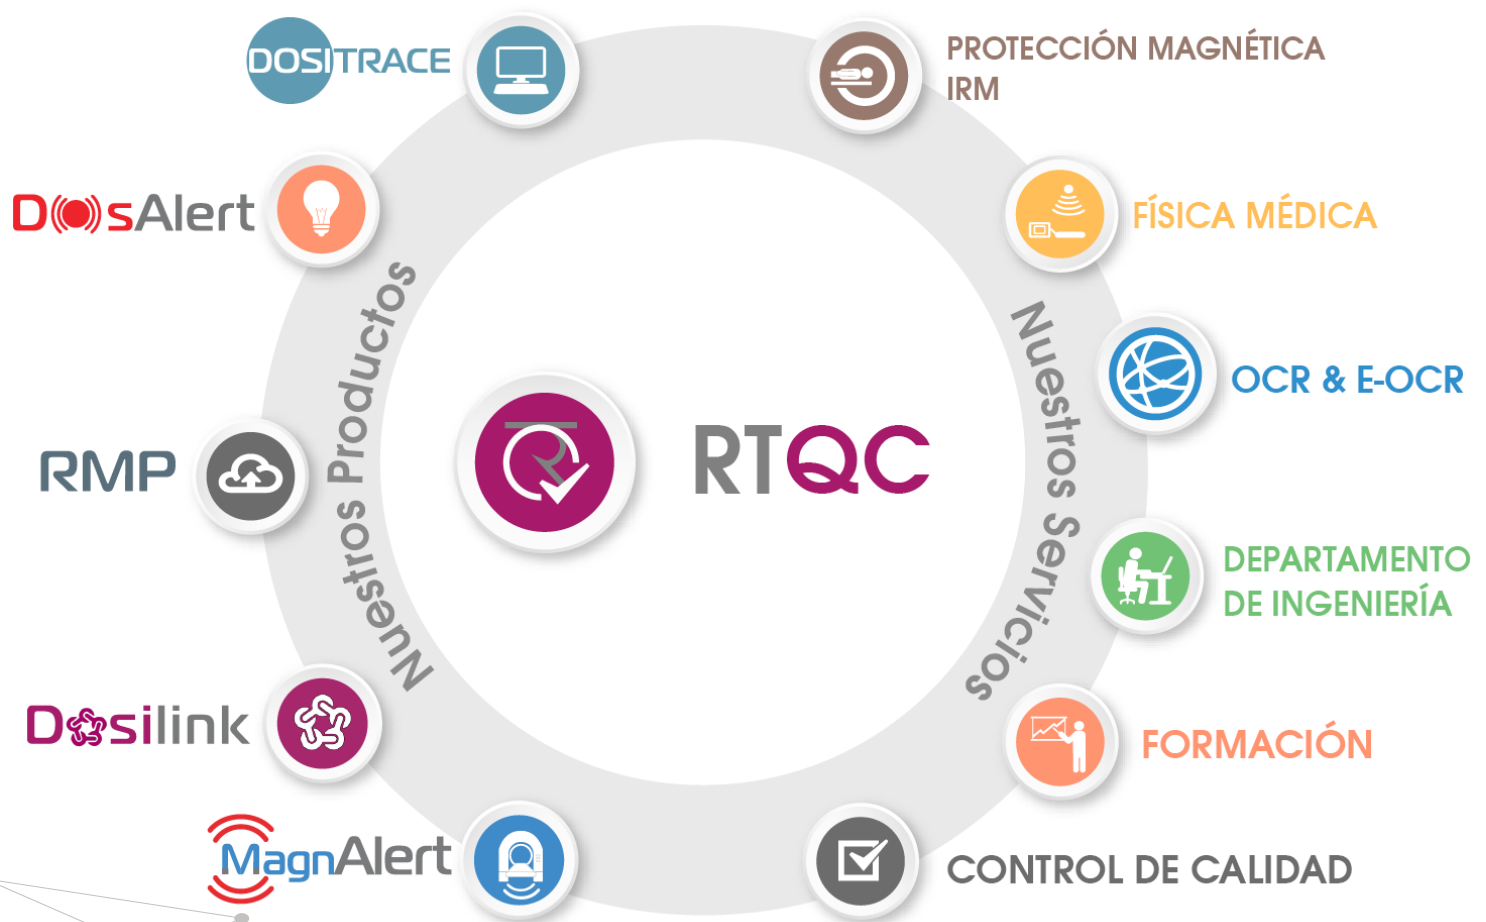 DOSITRACE
DosAlert
RMP
Dosilink
MagnAlert
Nuestros Productos
RTQC
Nuestros Servicios
PROTECCIÓN MAGNÉTICA
IRM
FÍSICA MÉDICA
OCR & E-OCR
DEPARTAMENTO
DE INGENIERÍA
FORMACIÓN
CONTROL DE CALIDAD